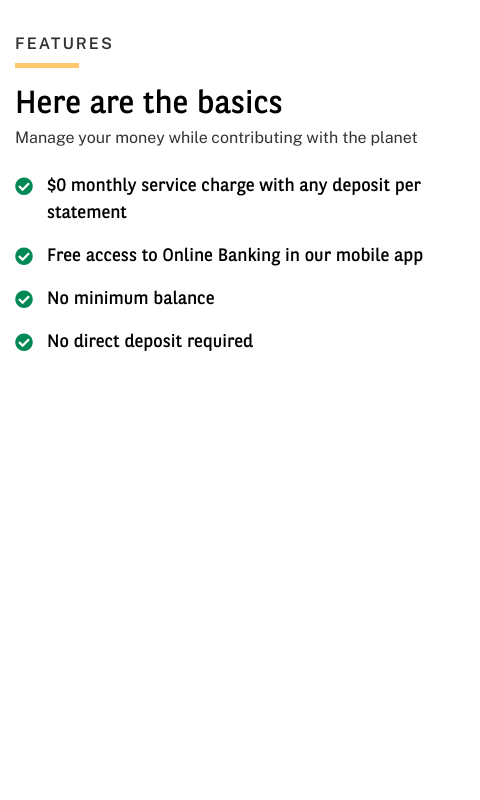 FEATURES
Here are the basics
Manage your money while contributing with the planet
$0 monthly service charge with any deposit per
statement
Free access to Online Banking in our mobile app
No minimum balance
No direct deposit required